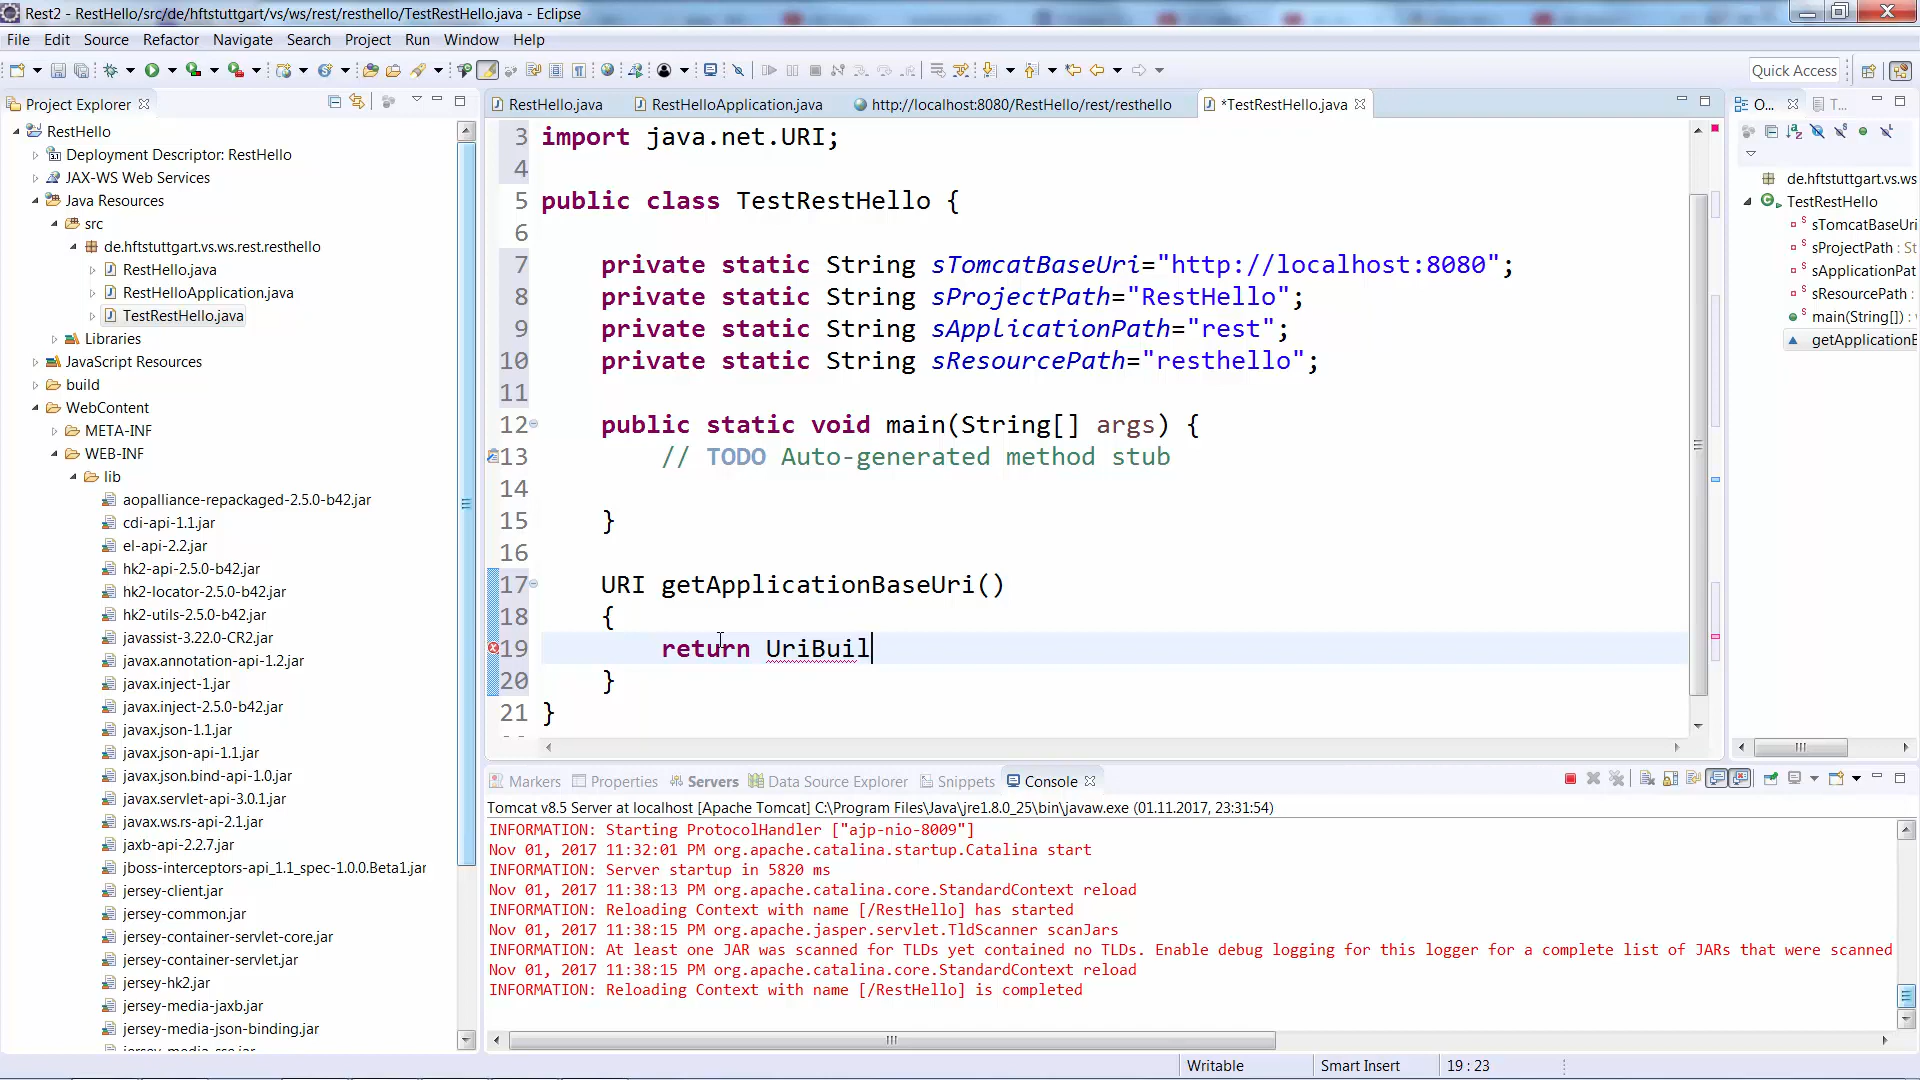 Rest2 - RestHello/src/de/hftstuttgart/vs/ws/rest/resthello/TestRestHello.java - Eclipse
File Edit Source Refactor Navigate Search Project Run Window Help
Quick Access
Project Explorer
RestHello
Deployment Descriptor: RestHello
JAX-WS Web Services
Java Resources
src
de.hftstuttgart.vs.ws.rest.resthello
RestHello.java
RestHelloApplication.java
TestRestHello.java
Libraries
JavaScript Resources
build
WebContent
META-INF
WEB-INF
lib
aopalliance-repackaged-2.5.0-b42.jar
cdi-api-1.1.jar
el-api-2.2.jar
hk2-api-2.5.0-b42.jar
hk2-locator-2.5.0-b42.jar
hk2-utils-2.5.0-b42.jar
javassist-3.22.0-CR2.jar
javax.annotation-api-1.2.jar
javax.inject-1.jar
javax.inject-2.5.0-b42.jar
javax.json-1.1.jar
javax.json-api-1.1.jar
javax.json.bind-api-1.0.jar
javax.servlet-api-3.0.1.jar
javax.ws.rs-api-2.1.jar
jaxb-api-2.2.7.jar
jboss-interceptors-api_1.1_spec-1.0.0.Beta1.jar
jersey-client.jar
jersey-common.jar
jersey-container-servlet-core.jar
jersey-container-servlet.jar
jersey-hk2.jar
jersey-media-jaxb.jar
jersey-media-json-binding.jar
RestHello.java RestHelloApplication.java http://localhost:8080/RestHello/rest/resthello *TestRestHello.java
3 import java.net.URI;
4
5 public class TestRestHello {
6
7 private static String sTomcatBaseUri="http://localhost:8080";
8 private static String sProjectPath="RestHello";
9 private static String sApplicationPath="rest";
10 private static String sResourcePath="resthello";
11
12 public static void main(String[] args) {
13 // TODO Auto-generated method stub
14
15 }
16
17 URI getApplicationBaseUri()
18 {
19 return UriBuil
20 }
21 }
O... T...
de.hftstuttgart.vs.ws
TestRestHello
sTomcatBaseUri
sProjectPath : St
sApplicationPat
sResourcePath :
main(String[]) :
getApplicationB
Markers Properties Servers Data Source Explorer Snippets Console
Tomcat v8.5 Server at localhost [Apache Tomcat] C:\Program Files\Java\jre1.8.0_25\bin\javaw.exe (01.11.2017, 23:31:54)
INFORMATION: Starting ProtocolHandler ["ajp-nio-8009"]
Nov 01, 2017 11:32:01 PM org.apache.catalina.startup.Catalina start
INFORMATION: Server startup in 5820 ms
Nov 01, 2017 11:38:13 PM org.apache.catalina.core.StandardContext reload
INFORMATION: Reloading Context with name [/RestHello] has started
Nov 01, 2017 11:38:15 PM org.apache.jasper.servlet.TldScanner scanJars
INFORMATION: At least one JAR was scanned for TLDs yet contained no TLDs. Enable debug logging for this logger for a complete list of JARs that were scanned
Nov 01, 2017 11:38:15 PM org.apache.catalina.core.StandardContext reload
INFORMATION: Reloading Context with name [/RestHello] is completed
Writable Smart Insert 19 : 23